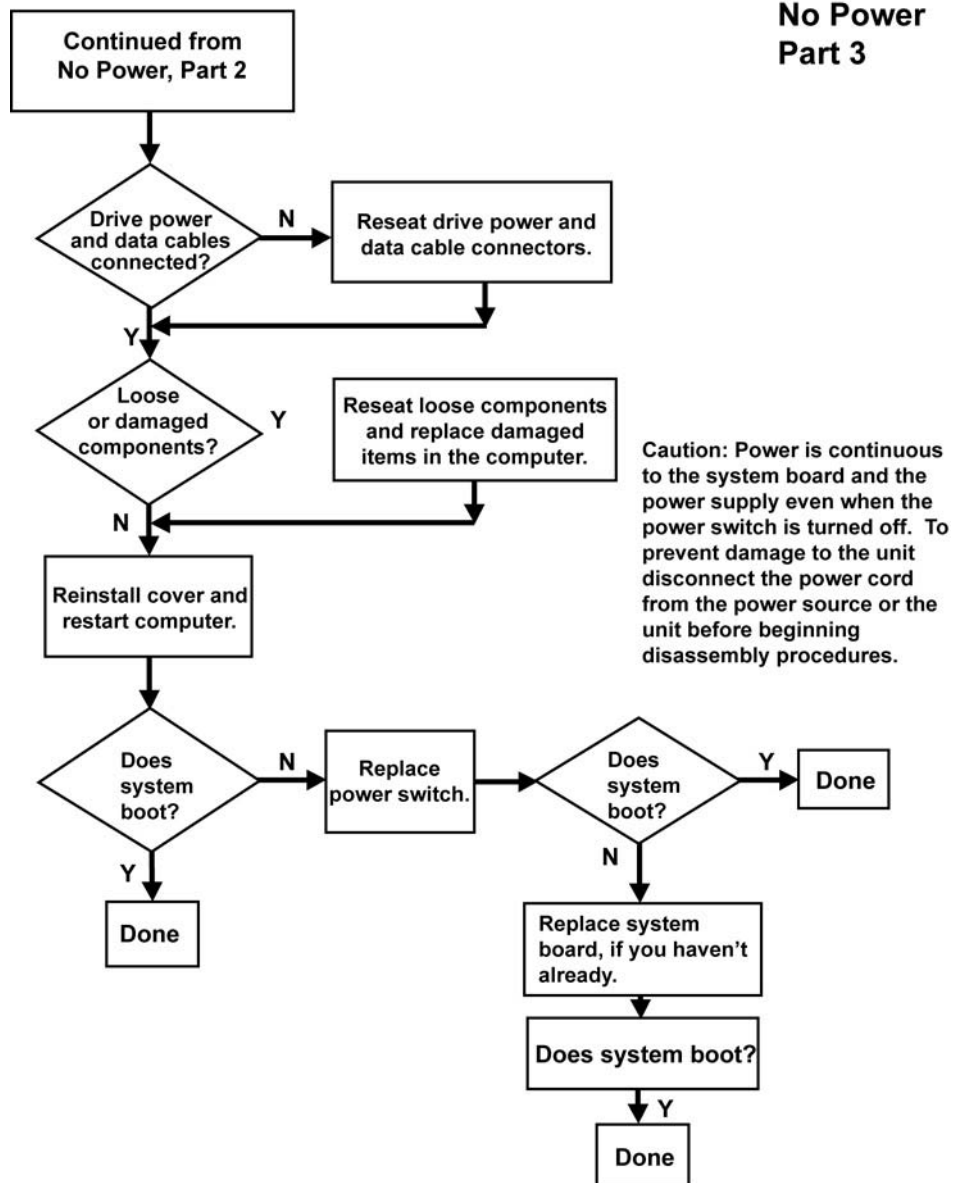 No Power
Part 3
Continued from
No Power, Part 2
Drive power
and data cables
connected?
N
Reseat drive power and
data cable connectors.
Y
Loose
or damaged
components?
Y
Reseat loose components
and replace damaged
items in the computer.
Caution: Power is continuous
to the system board and the
power supply even when the
power switch is turned off. To
prevent damage to the unit
disconnect the power cord
from the power source or the
unit before beginning
disassembly procedures.
N
Reinstall cover and
restart computer.
Does
system
boot?
N
Replace
power switch.
Does
system
boot?
Y
Done
Y
Done
N
Replace system
board, if you haven't
already.
Does system boot?
Y
Done